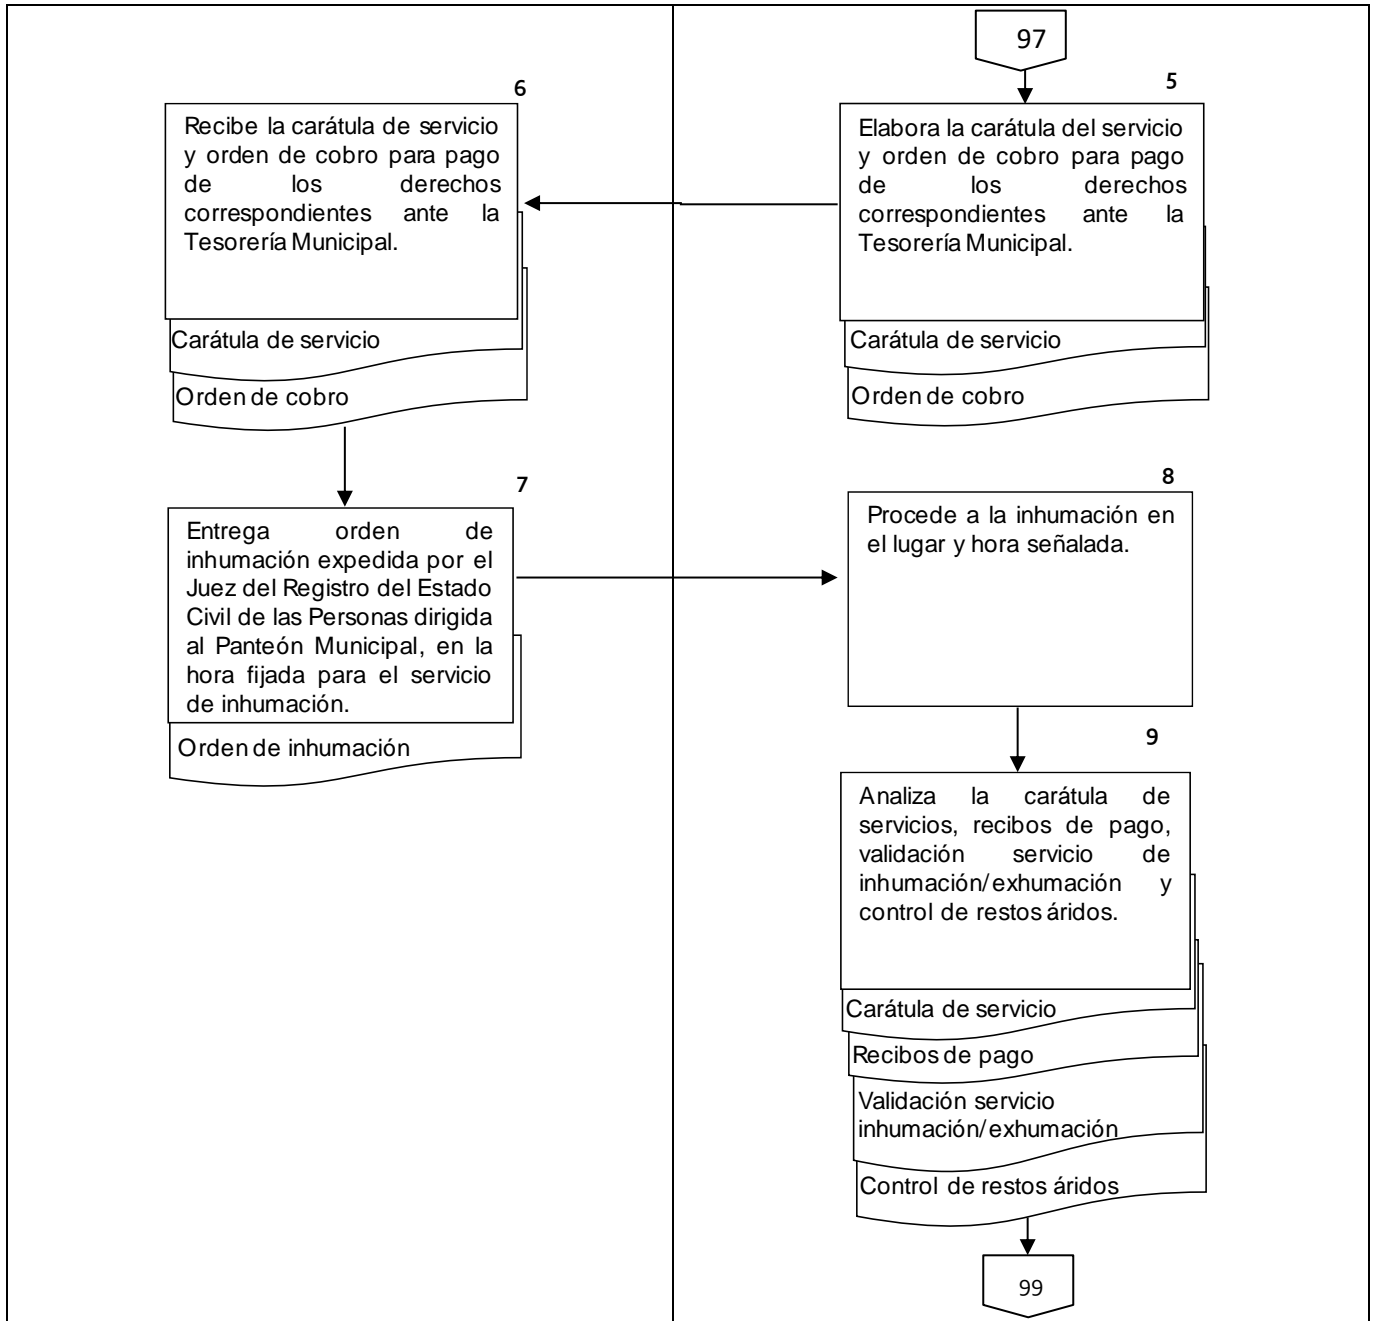 97
5
Elabora la carátula del servicio
y orden de cobro para pago
de los derechos
correspondientes ante la
Tesorería Municipal.
Carátula de servicio
Orden de cobro
6
Recibe la carátula de servicio
y orden de cobro para pago
de los derechos
correspondientes ante la
Tesorería Municipal.
Carátula de servicio
Orden de cobro
7
Entrega orden de
inhumación expedida por el
Juez del Registro del Estado
Civil de las Personas dirigida
al Panteón Municipal, en la
hora fijada para el servicio
de inhumación.
Orden de inhumación
8
Procede a la inhumación en
el lugar y hora señalada.
9
Analiza la carátula de
servicios, recibos de pago,
validación servicio de
inhumación/exhumación y
control de restos áridos.
Carátula de servicio
Recibos de pago
Validación servicio
inhumación/exhumación
Control de restos áridos
99